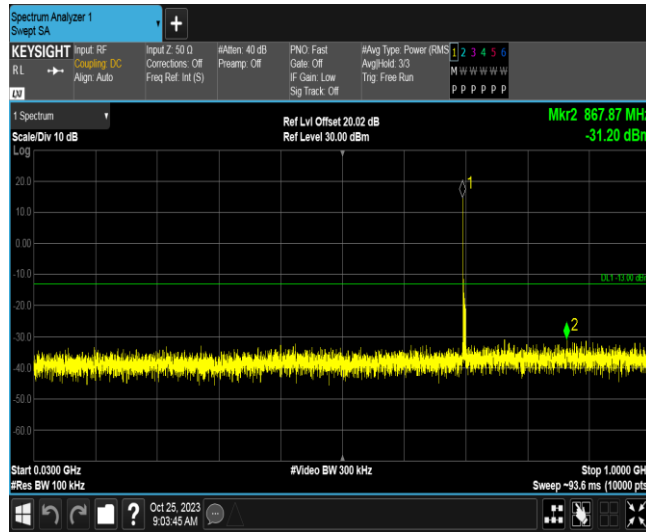 Spectrum Analyzer 1
Swept SA
+
KEYSIGHT
RL
LXI
Input: RF
Coupling: DC
Align: Auto
Input Z: 50 Ω
Corrections: Off
Freq Ref: Int (S)
#Atten: 40 dB
Preamp: Off
PNO: Fast
Gate: Off
IF Gain: Low
Sig Track: Off
#Avg Type: Power (RMS
Avg|Hold: 3/3
Trig: Free Run
1 2 3 4 5 6
M W W W W W
P P P P P P
1 Spectrum
Scale/Div 10 dB
Log
Ref Lvl Offset 20.02 dB
Ref Level 30.00 dBm
Mkr2 867.87 MHz
-31.20 dBm
20.0
10.0
0.00
-10.0
-20.0
-30.0
-40.0
-50.0
-60.0
1
DL1 -13.00 dBm
2
Start 0.0300 GHz
#Res BW 100 kHz
#Video BW 300 kHz
Stop 1.0000 GH
Sweep ~93.6 ms (10000 pts
?
Oct 25, 2023
9:03:45 AM